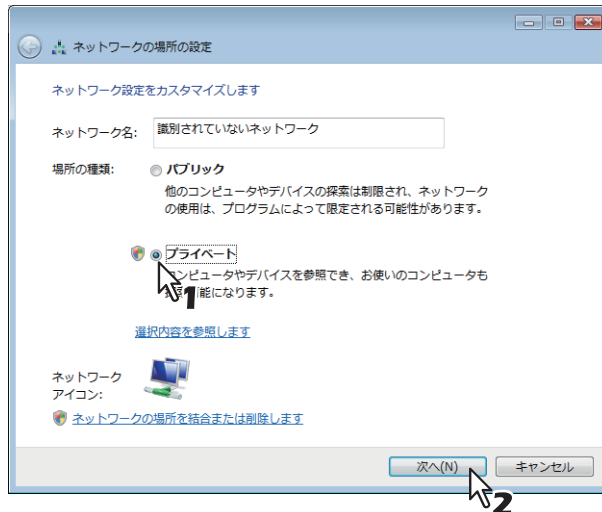 ネットワークの場所の設定
ネットワーク設定をカスタマイズします
ネットワーク名:
識別されていないネットワーク
場所の種類:
パブリック
他のコンピュータやデバイスの探索は制限され、ネットワーク
の使用は、プログラムによって限定される可能性があります。
プライベート
コンピュータやデバイスを参照でき、お使いのコンピュータも
能になります。
1
選択内容を参照します
ネットワーク
アイコン:
ネットワークの場所を結合または削除します
次へ(N)
キャンセル
2